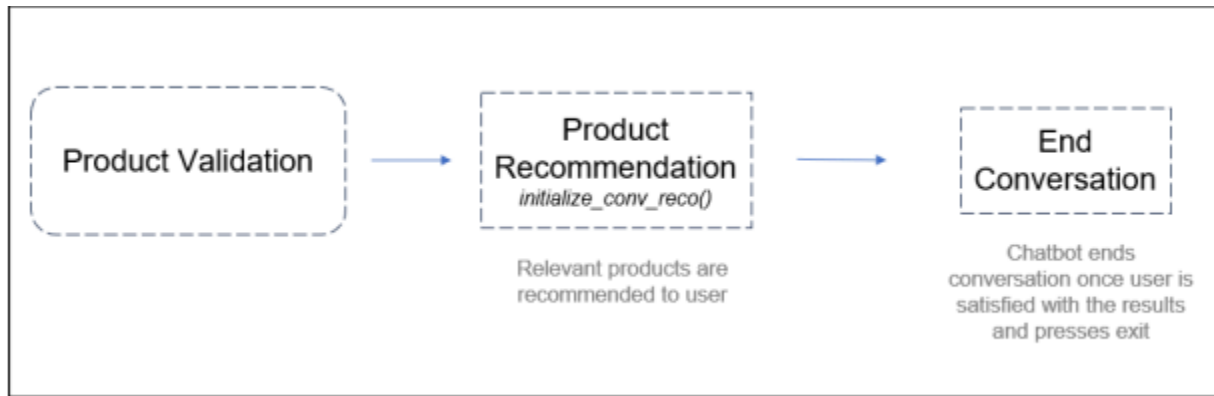 Product Validation
Product
Recommendation
initialize_conv_reco()
Relevant products are
recommended to user
End
Conversation
Chatbot ends
conversation once user is
satisfied with the results
and presses exit